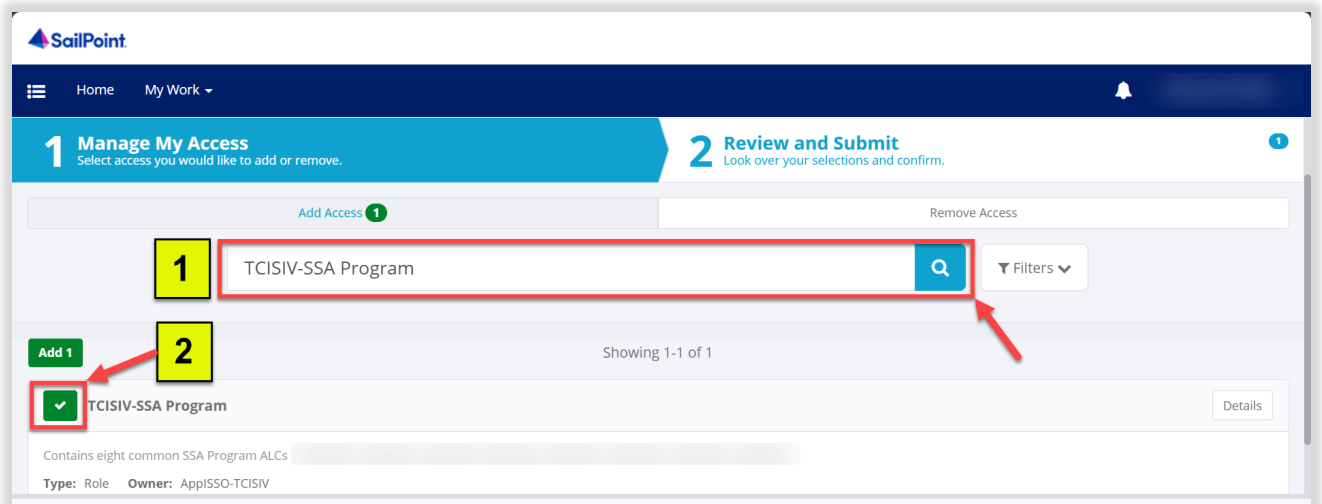 SailPoint
Home My Work
1 Manage My Access
Select access you would like to add or remove.
2 Review and Submit
Look over your selections and confirm.
1
Add Access 1
Remove Access
1
TCISIV-SSA Program
Filters
Add 1
2
Showing 1-1 of 1
TCISIV-SSA Program
Details
Contains eight common SSA Program ALCs
Type: Role Owner: AppISSO-TCISIV